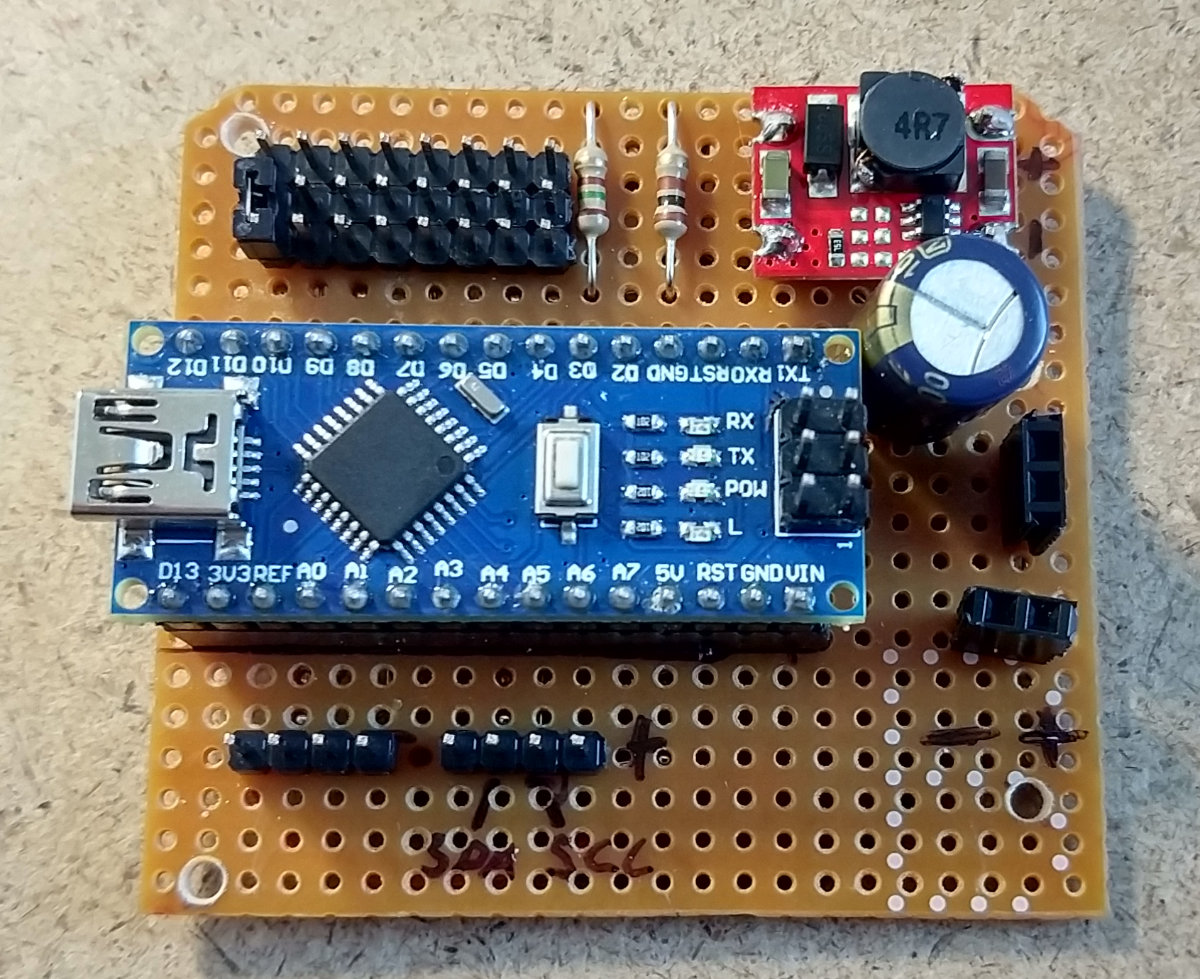 4R7
+
-
D12 D11 D10 D9 D8 D7 D6 D5 D4 D3 D2 GND RST RX0 TX1
RX
TX
POW
L
1
D13 3V3 REF A0 A1 A2 A3 A4 A5 A6 A7 5V RST GND VIN
- + - +
SDA SCL